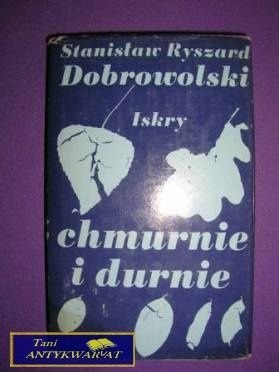 Stanisław Ryszard
Dobrowolski
Iskry
chmurnie
i durnie
Tani
ANTYKWARIAT